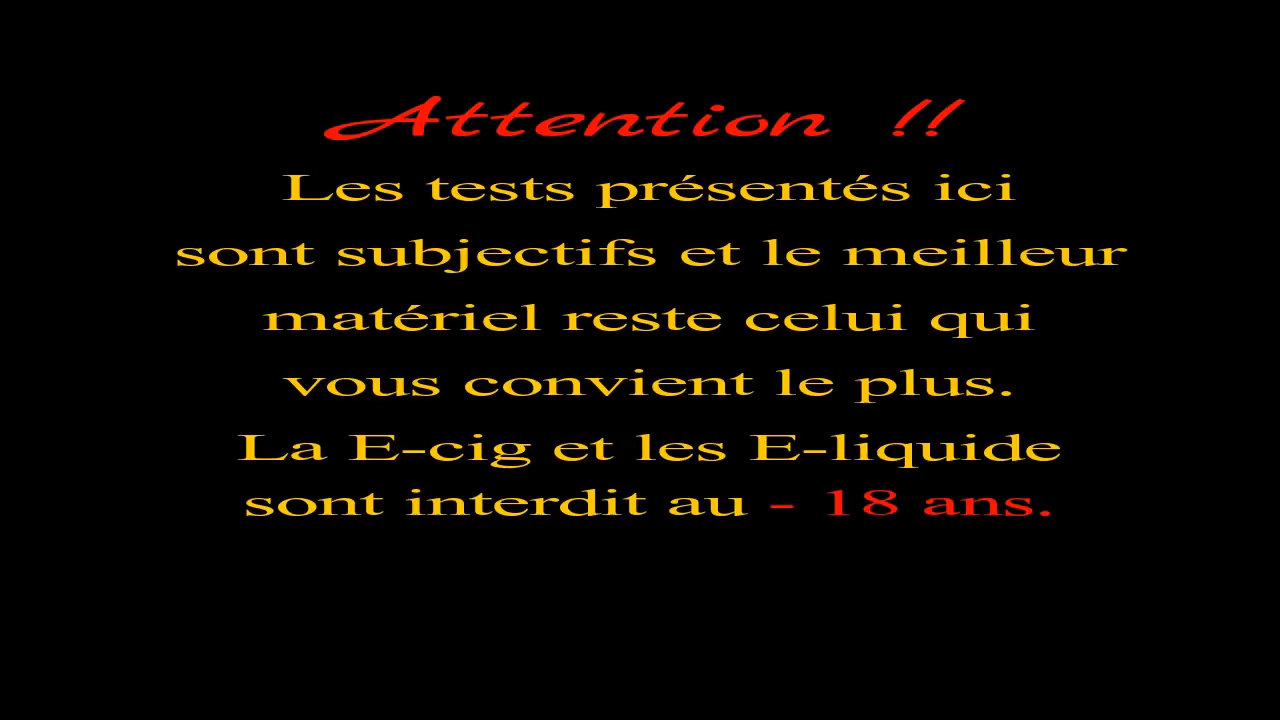 Attention !!
Les tests présentés ici
sont subjectifs et le meilleur
matériel reste celui qui
vous convient le plus.
La E-cig et les E-liquide
sont interdit au - 18 ans.